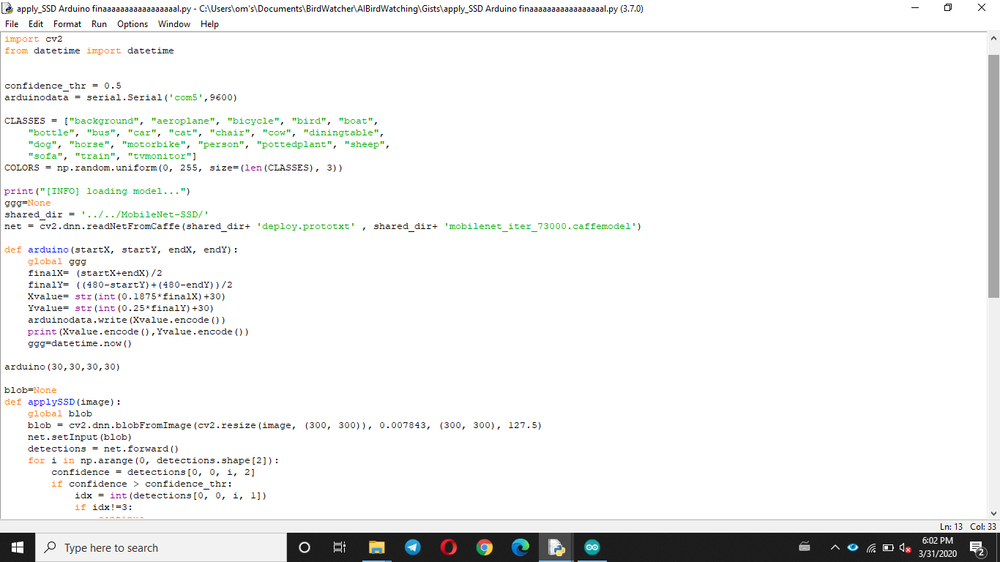 apply_SSD Arduino finaaaaaaaaaaaaaaaaal.py - C:\Users\om's\Documents\BirdWatcher\AIBirdWatching\Gists\apply_SSD Arduino finaaaaaaaaaaaaaaaaal.py (3.7.0)
File Edit Format Run Options Window Help
import cv2
from datetime import datetime
confidence_thr = 0.5
arduinodata = serial.Serial('com5',9600)
CLASSES = ["background", "aeroplane", "bicycle", "bird", "boat",
"bottle", "bus", "car", "cat", "chair", "cow", "diningtable",
"dog", "horse", "motorbike", "person", "pottedplant", "sheep",
"sofa", "train", "tvmonitor"]
COLORS = np.random.uniform(0, 255, size=(len(CLASSES), 3))
print("[INFO] loading model...")
ggg=None
shared_dir = '../../MobileNet-SSD/'
net = cv2.dnn.readNetFromCaffe(shared_dir+ 'deploy.prototxt' , shared_dir+ 'mobilenet_iter_73000.caffemodel')
def arduino(startX, startY, endX, endY):
global ggg
finalX= (startX+endX)/2
finalY= ((480-startY)+(480-endY))/2
Xvalue= str(int(0.1875*finalX)+30)
Yvalue= str(int(0.25*finalY)+30)
arduinodata.write(Xvalue.encode())
print(Xvalue.encode(),Yvalue.encode())
ggg=datetime.now()
arduino(30,30,30,30)
blob=None
def applySSD(image):
global blob
blob = cv2.dnn.blobFromImage(cv2.resize(image, (300, 300)), 0.007843, (300, 300), 127.5)
net.setInput(blob)
detections = net.forward()
for i in np.arange(0, detections.shape[2]):
confidence = detections[0, 0, i, 2]
if confidence > confidence_thr:
idx = int(detections[0, 0, i, 1])
if idx!=3:
Ln: 13 Col: 33
Type here to search
6:02 PM
3/31/2020
2